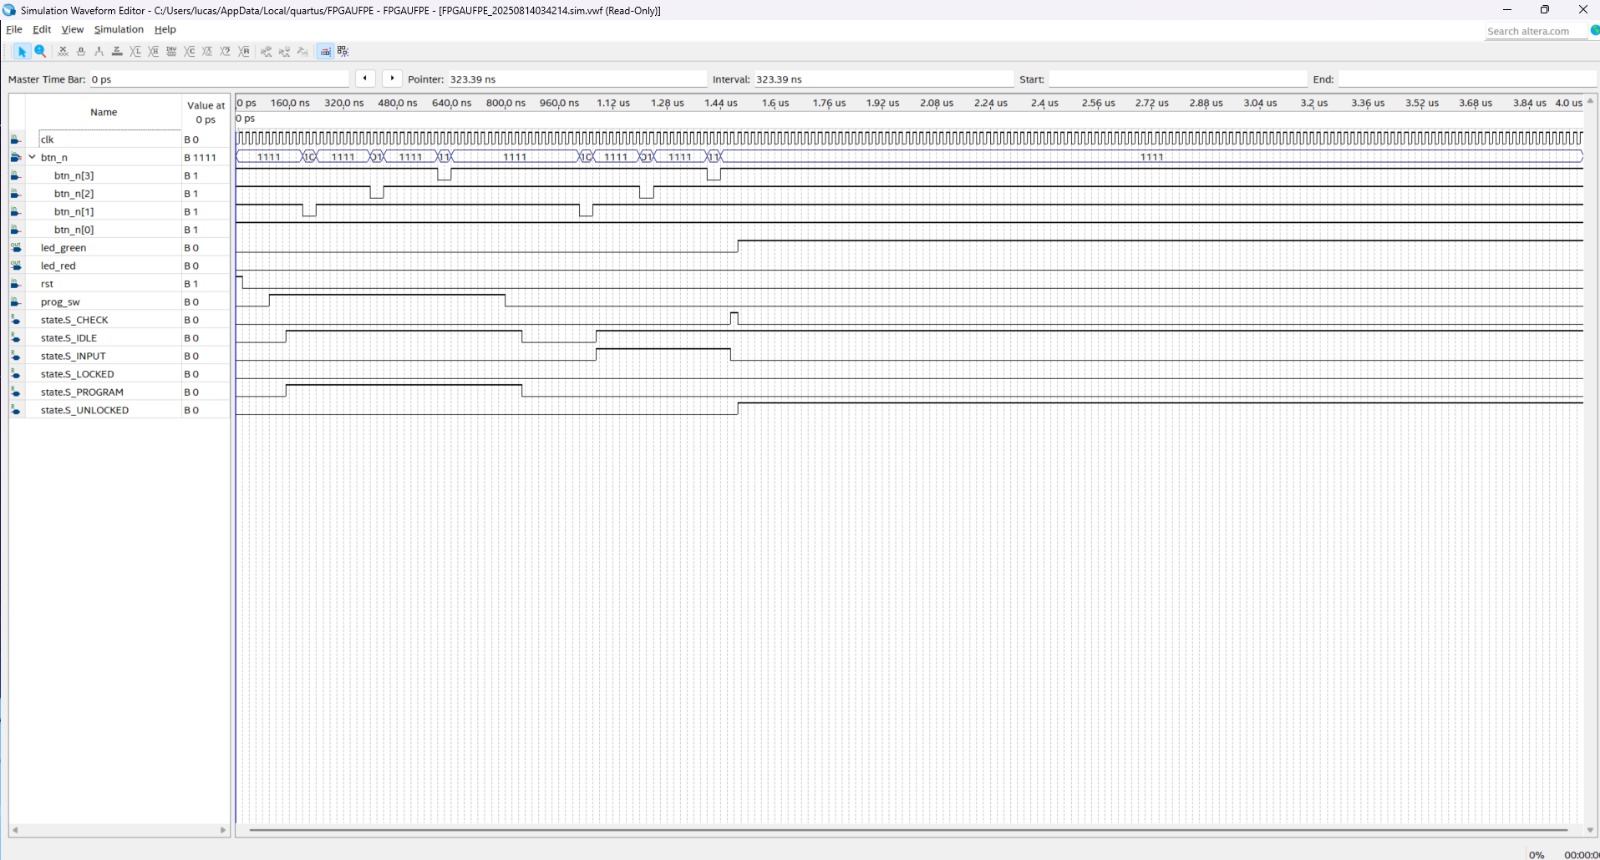 Simulation Waveform Editor - C:/Users/lucas/AppData/Local/quartus/FPGAUFPE - FPGAUFPE - [FPGAUFPE_20250814034214.sim.vwf (Read-Only)]
File Edit View Simulation Help
Search altera.com
Master Time Bar: 0 ps Pointer: 323.39 ns Interval: 323.39 ns Start: End:
Name Value at 0 ps
0 ps 160,0 ns 320,0 ns 480,0 ns 640,0 ns 800,0 ns 960,0 ns 1.12 us 1.28 us 1.44 us 1.6 us 1.76 us 1.92 us 2.08 us 2.24 us 2.4 us 2.56 us 2.72 us 2.88 us 3.04 us 3.2 us 3.36 us 3.52 us 3.68 us 3.84 us 4.0 us
0 ps
clk B 0
btn_n B 1111 1111 1111 1111 1111 1111 1111 1111
btn_n[3] B 1
btn_n[2] B 1
btn_n[1] B 1
btn_n[0] B 1
led_green B 0
led_red B 0
rst B 1
prog_sw B 0
state.S_CHECK B 0
state.S_IDLE B 0
state.S_INPUT B 0
state.S_LOCKED B 0
state.S_PROGRAM B 0
state.S_UNLOCKED B 0
0% 00:00:0